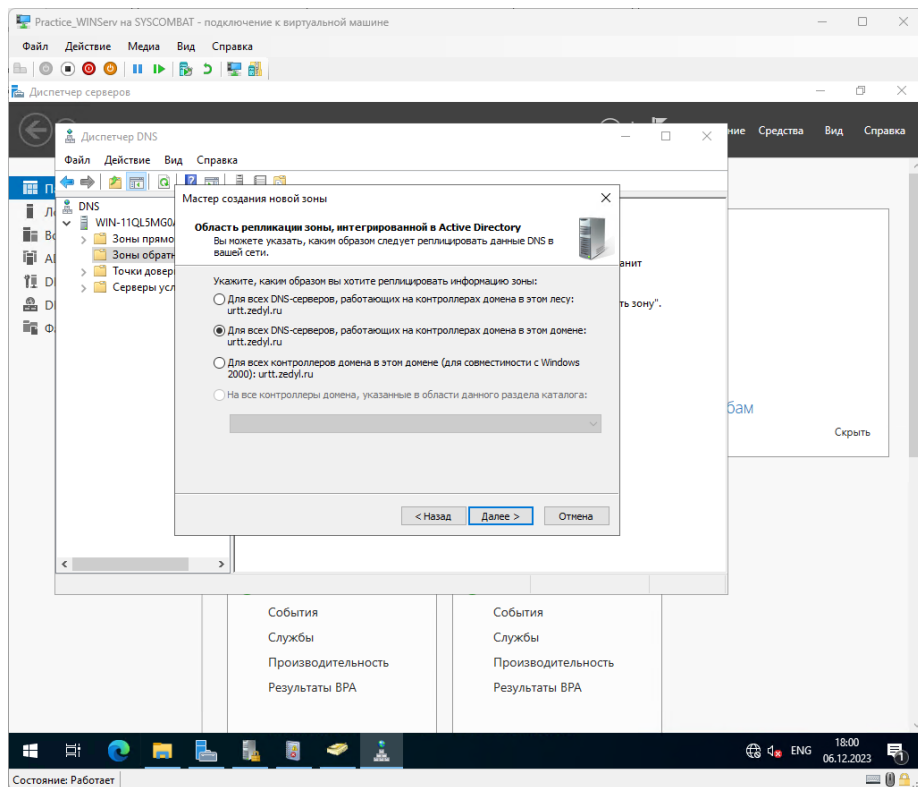 Practice_WINServ на SYSCOMBAT - подключение к виртуальной машине
Файл Действие Медиа Вид Справка
Диспетчер серверов
Диспетчер DNS
Средства Вид Справка
Файл Действие Вид Справка
DNS
WIN-11QL5MG0
Зоны прямо
Зоны обратн
Точки довер
Серверы усл
Мастер создания новой зоны
Область репликации зоны, интегрированной в Active Directory
Вы можете указать, каким образом следует реплицировать данные DNS в
вашей сети.
Укажите, каким образом вы хотите реплицировать информацию зоны:
Для всех DNS-серверов, работающих на контроллерах домена в этом лесу:
urtt.zedyl.ru
Для всех DNS-серверов, работающих на контроллерах домена в этом домене:
urtt.zedyl.ru
Для всех контроллеров домена в этом домене (для совместимости с Windows
2000): urtt.zedyl.ru
На все контроллеры домена, указанные в области данного раздела каталога:
< Назад Далее > Отмена
анит
ть зону".
бам
Скрыть
События
Службы
Производительность
Результаты BPA
События
Службы
Производительность
Результаты BPA
ENG
18:00
06.12.2023
1
Состояние: Работает